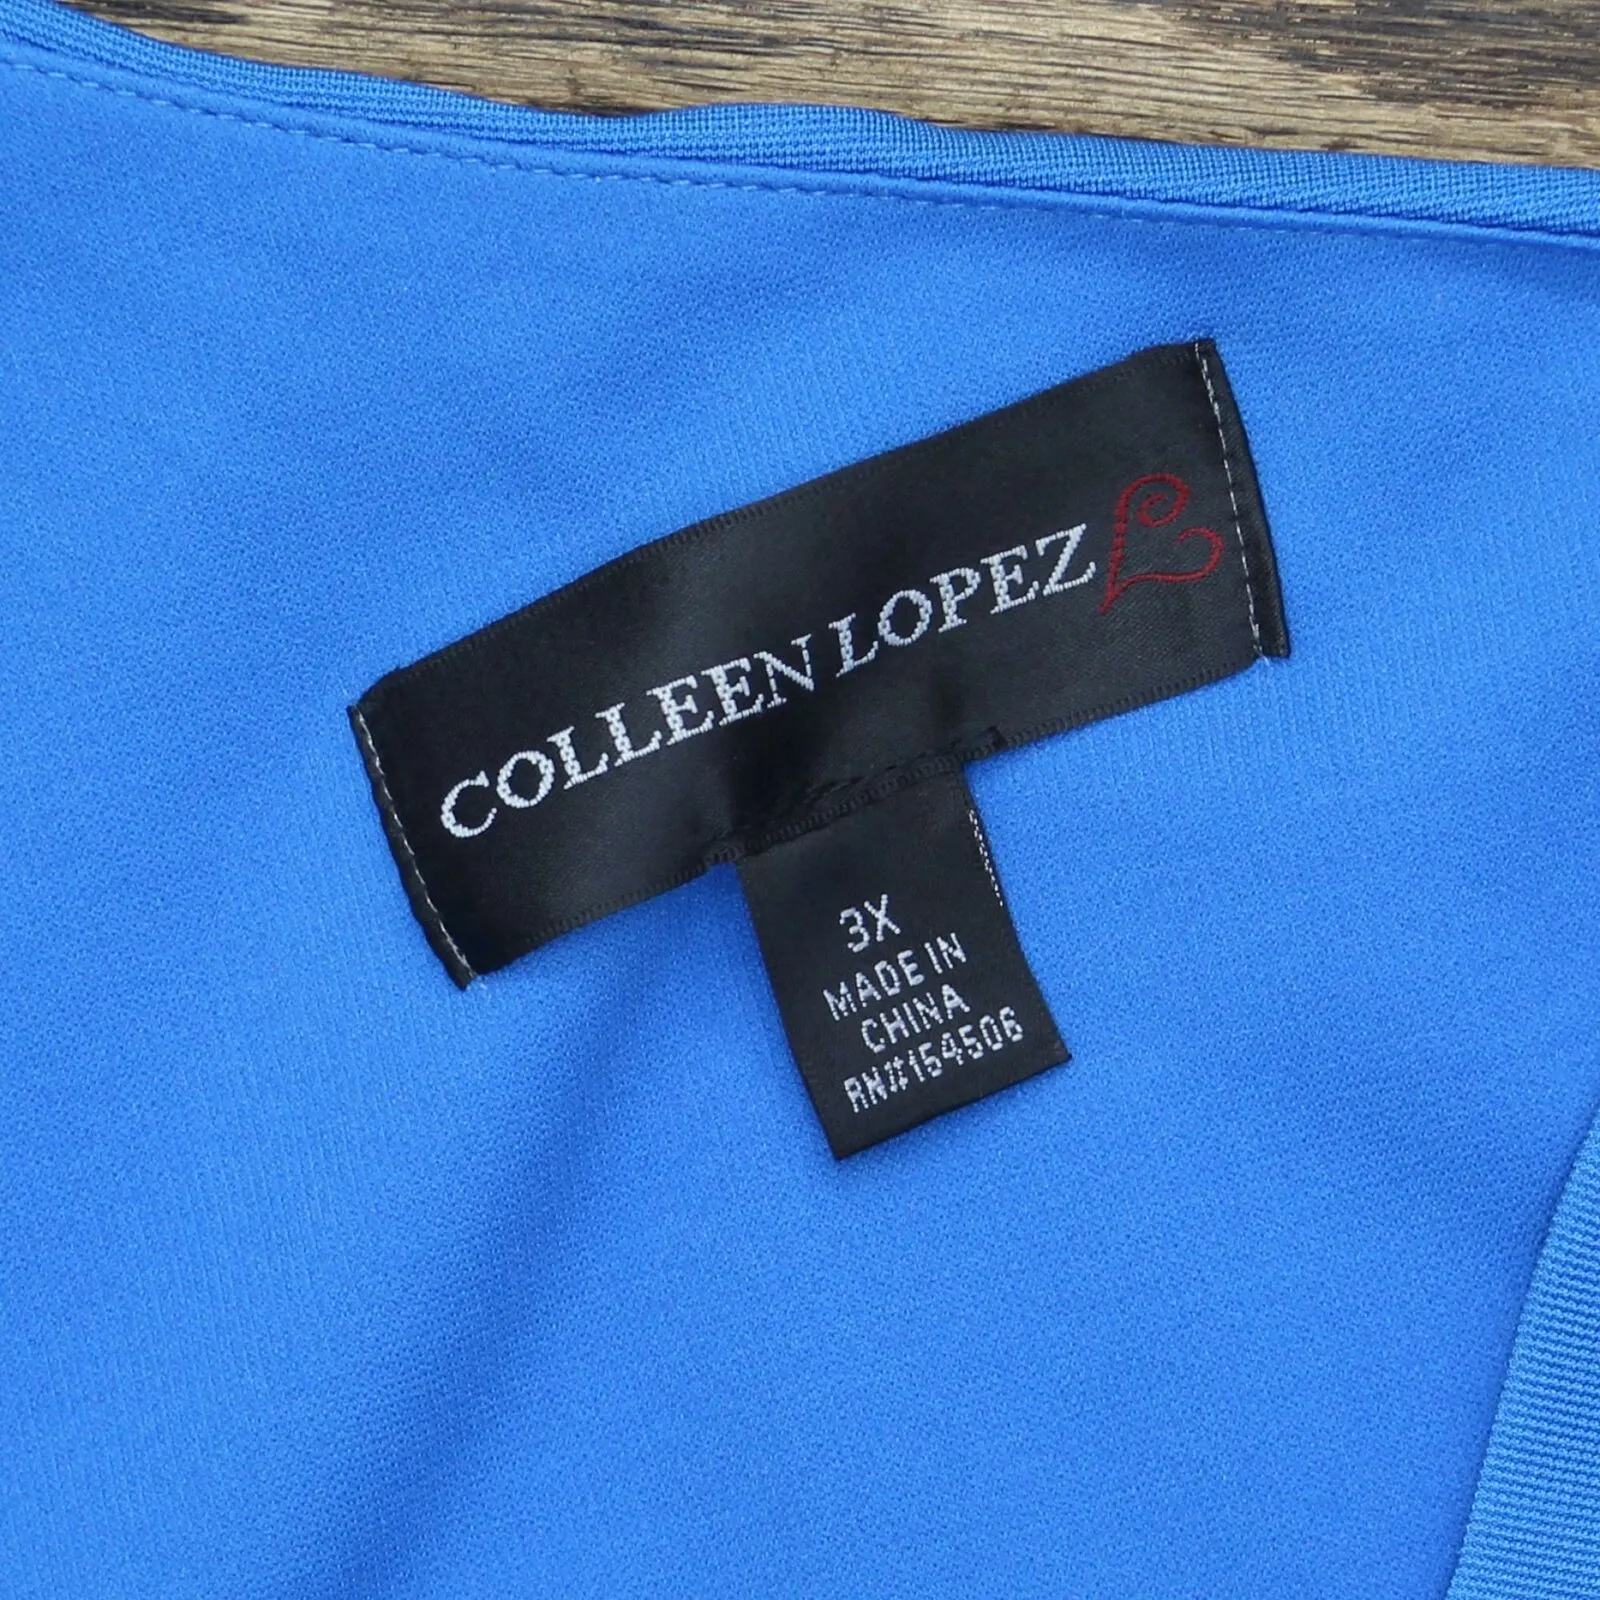 COLLEEN LOPEZ
3X
MADE IN
CHINA
RN#154506